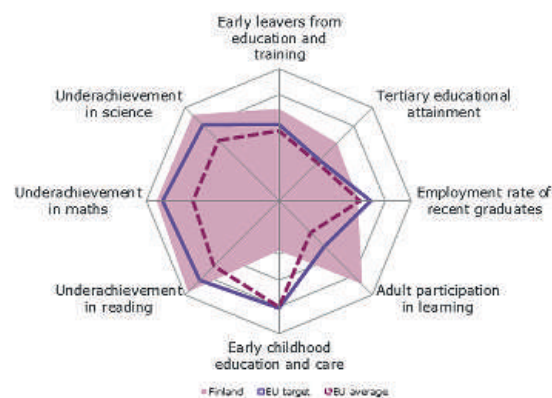 Early leavers from
education and
training
Underachievement
in science
Tertiary educational
attainment
Underachievement
in maths
Employment rate of
recent graduates
Underachievement
in reading
Adult participation
in learning
Early childhood
education and care
Finland EU target EU average